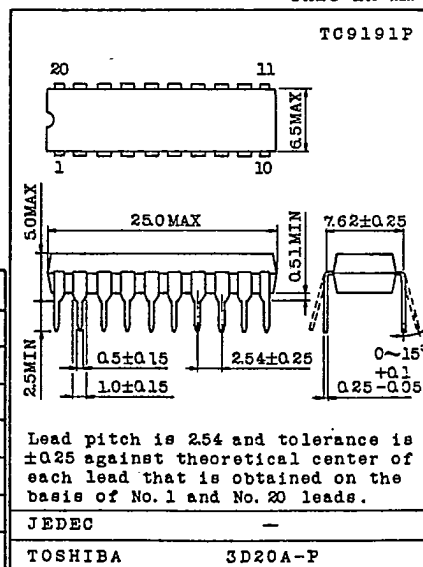 TC9191P
20 11
6.5MAX
1 10
5.0MAX
25.0MAX
0.51MIN
7.62±0.25
2.5MIN
0.5±0.15
2.54±0.25
1.0±0.15
0~15°
+0.1
0.25-0.05
Lead pitch is 2.54 and tolerance is
±0.25 against theoretical center of
each lead that is obtained on the
basis of No.1 and No.20 leads.
JEDEC —
TOSHIBA 3D20A-P